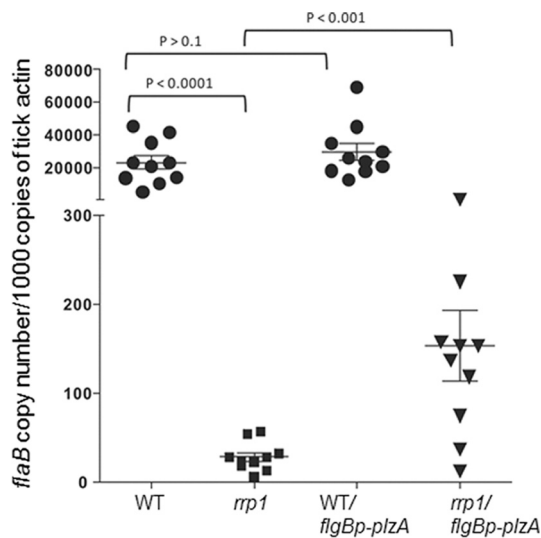 P < 0.001
P > 0.1
P < 0.0001
flaB copy number/1000 copies of tick actin
80000
60000
40000
20000
300
200
100
0
WT
rrp1
WT/
flgBp-plzA
rrp1/
flgBp-plzA